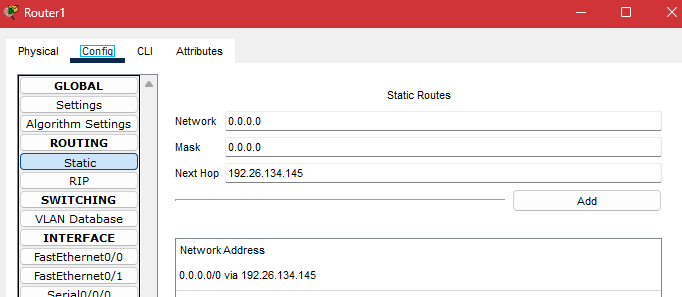 Router1
Physical Config CLI Attributes
GLOBAL
Settings
Algorithm Settings
ROUTING
Static
RIP
SWITCHING
VLAN Database
INTERFACE
FastEthernet0/0
FastEthernet0/1
Serial0/0/0
Static Routes
Network 0.0.0.0
Mask 0.0.0.0
Next Hop 192.26.134.145
Add
Network Address
0.0.0.0/0 via 192.26.134.145